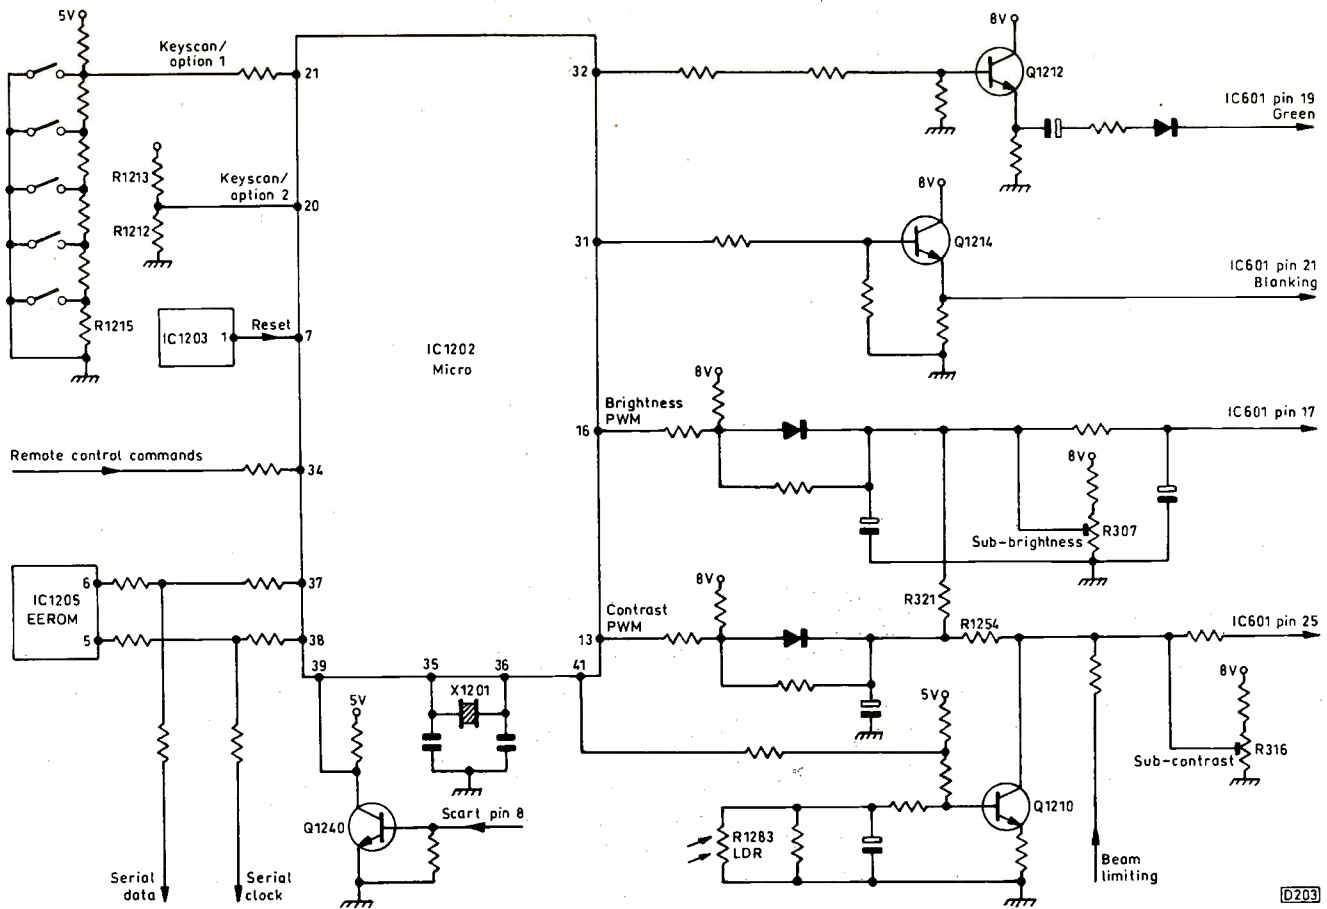 5V
Keyscan/
option 1
21
R1213
R1212
Keyscan/
option 2
20
R1215
IC1203
1
Reset
7
IC1202
Micro
Remote control commands
34
IC1205
EEROM
6
5
37
38
39
35
36
41
X1201
5V
Q1240
Scart pin 8
Serial
data
Serial
clock
32
8V
Q1212
IC601 pin 19
Green
31
8V
Q1214
IC601 pin 21
Blanking
Brightness
PWM
16
8V
IC601 pin 17
8V
Sub-brightness
R307
Contrast
PWM
13
8V
R321
R1254
IC601 pin 25
5V
8V
Sub-contrast
R316
R1283
LDR
Q1210
Beam
limiting
D203